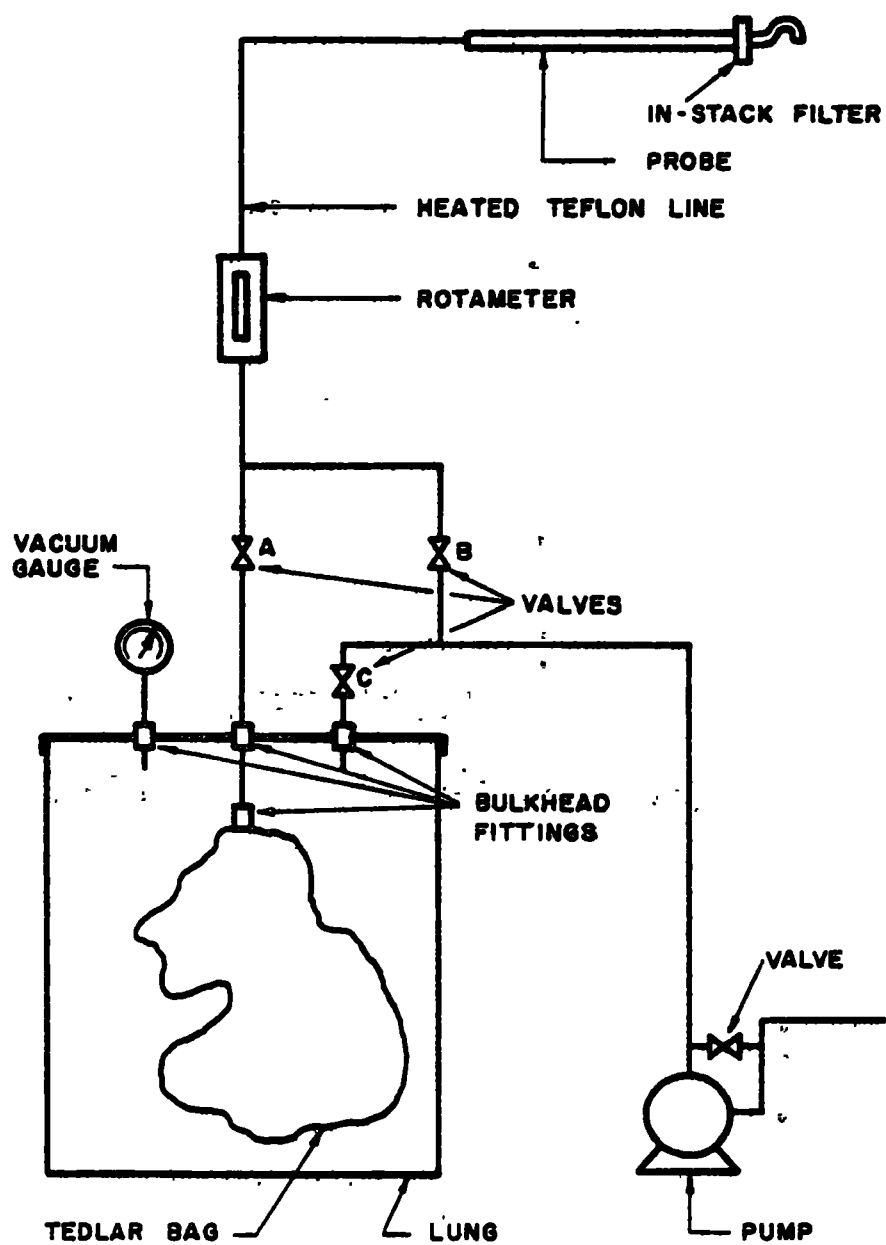 IN-STACK FILTER
PROBE
HEATED TEFLON LINE
ROTAMETER
A
B
VACUUM
GAUGE
VALVES
C
BULKHEAD
FITTINGS
VALVE
TEDLAR BAG
LUNG
PUMP